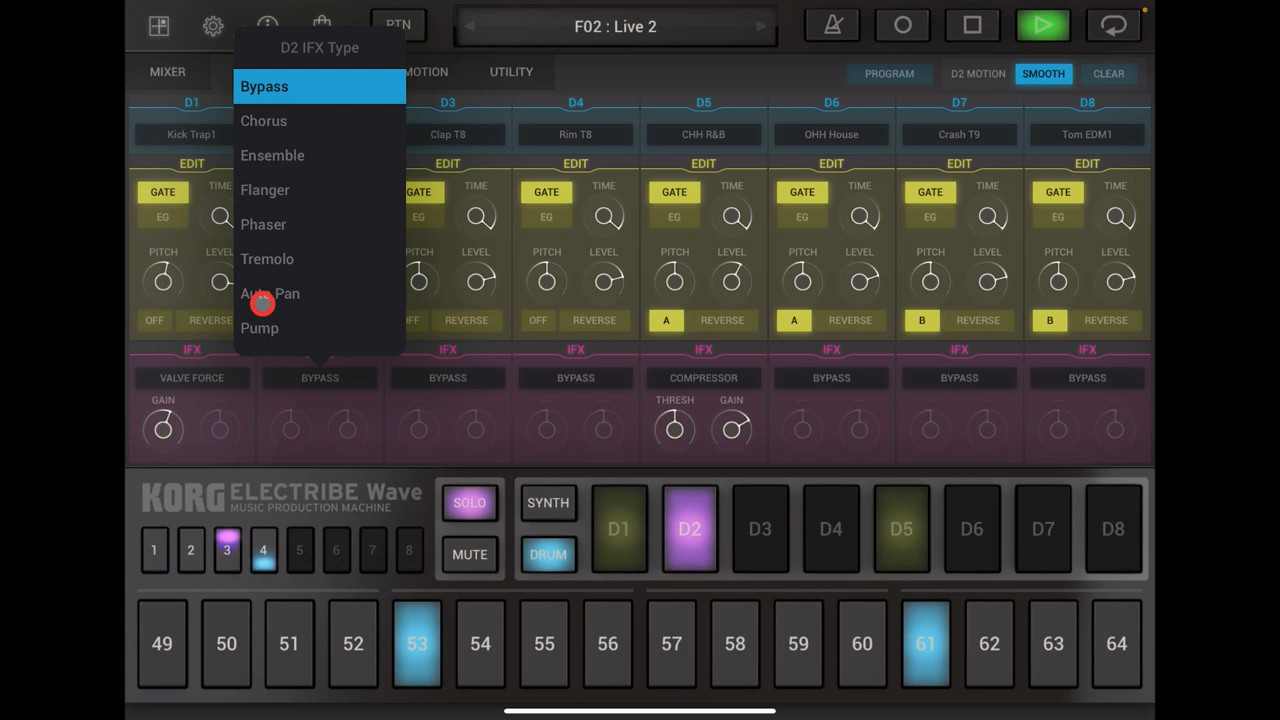 PTN
F02 : Live 2
D2 IFX Type
Bypass
Chorus
Ensemble
Flanger
Phaser
Tremolo
Auto Pan
Pump
MIXER
MOTION
UTILITY
PROGRAM
D2 MOTION
SMOOTH
CLEAR
D1
D3
D4
D5
D6
D7
D8
Kick Trap1
Clap T8
Rim T8
CHH R&B
OHH House
Crash T9
Tom EDM1
EDIT
EDIT
EDIT
EDIT
EDIT
EDIT
EDIT
GATE
TIME
GATE
TIME
GATE
TIME
GATE
TIME
GATE
TIME
GATE
TIME
GATE
TIME
EG
EG
EG
EG
EG
EG
EG
PITCH
LEVEL
PITCH
LEVEL
PITCH
LEVEL
PITCH
LEVEL
PITCH
LEVEL
PITCH
LEVEL
PITCH
LEVEL
OFF
REVERSE
OFF
REVERSE
OFF
REVERSE
A
REVERSE
A
REVERSE
B
REVERSE
B
REVERSE
IFX
IFX
IFX
IFX
IFX
IFX
IFX
VALVE FORCE
BYPASS
BYPASS
BYPASS
COMPRESSOR
BYPASS
BYPASS
BYPASS
GAIN
THRESH
GAIN
KORG ELECTRIBE Wave
MUSIC PRODUCTION MACHINE
SOLO
SYNTH
D1
D2
D3
D4
D5
D6
D7
D8
1
2
3
4
5
6
7
8
MUTE
DRUM
49
50
51
52
53
54
55
56
57
58
59
60
61
62
63
64